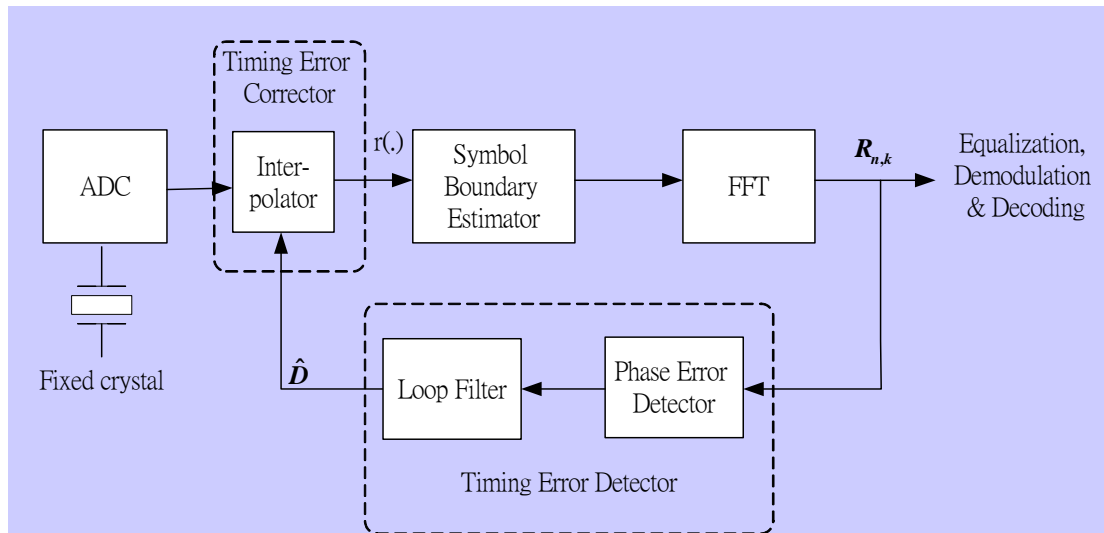 Timing Error
Corrector
ADC
Inter-
polator
r(.)
Symbol
Boundary
Estimator
FFT
R_{n,k}
Equalization,
Demodulation
& Decoding
Fixed crystal
D̂
Loop Filter
Phase Error
Detector
Timing Error Detector